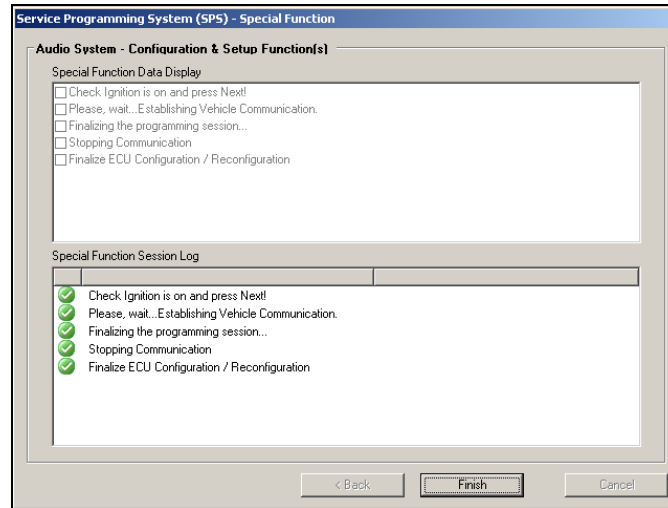 Service Programming System (SPS) - Special Function
Audio System - Configuration & Setup Function(s)
Special Function Data Display
Check Ignition is on and press Next!
Please, wait...Establishing Vehicle Communication.
Finalizing the programming session...
Stopping Communication
Finalize ECU Configuration / Reconfiguration
Special Function Session Log
Check Ignition is on and press Next!
Please, wait...Establishing Vehicle Communication.
Finalizing the programming session...
Stopping Communication
Finalize ECU Configuration / Reconfiguration
< Back Finish Cancel